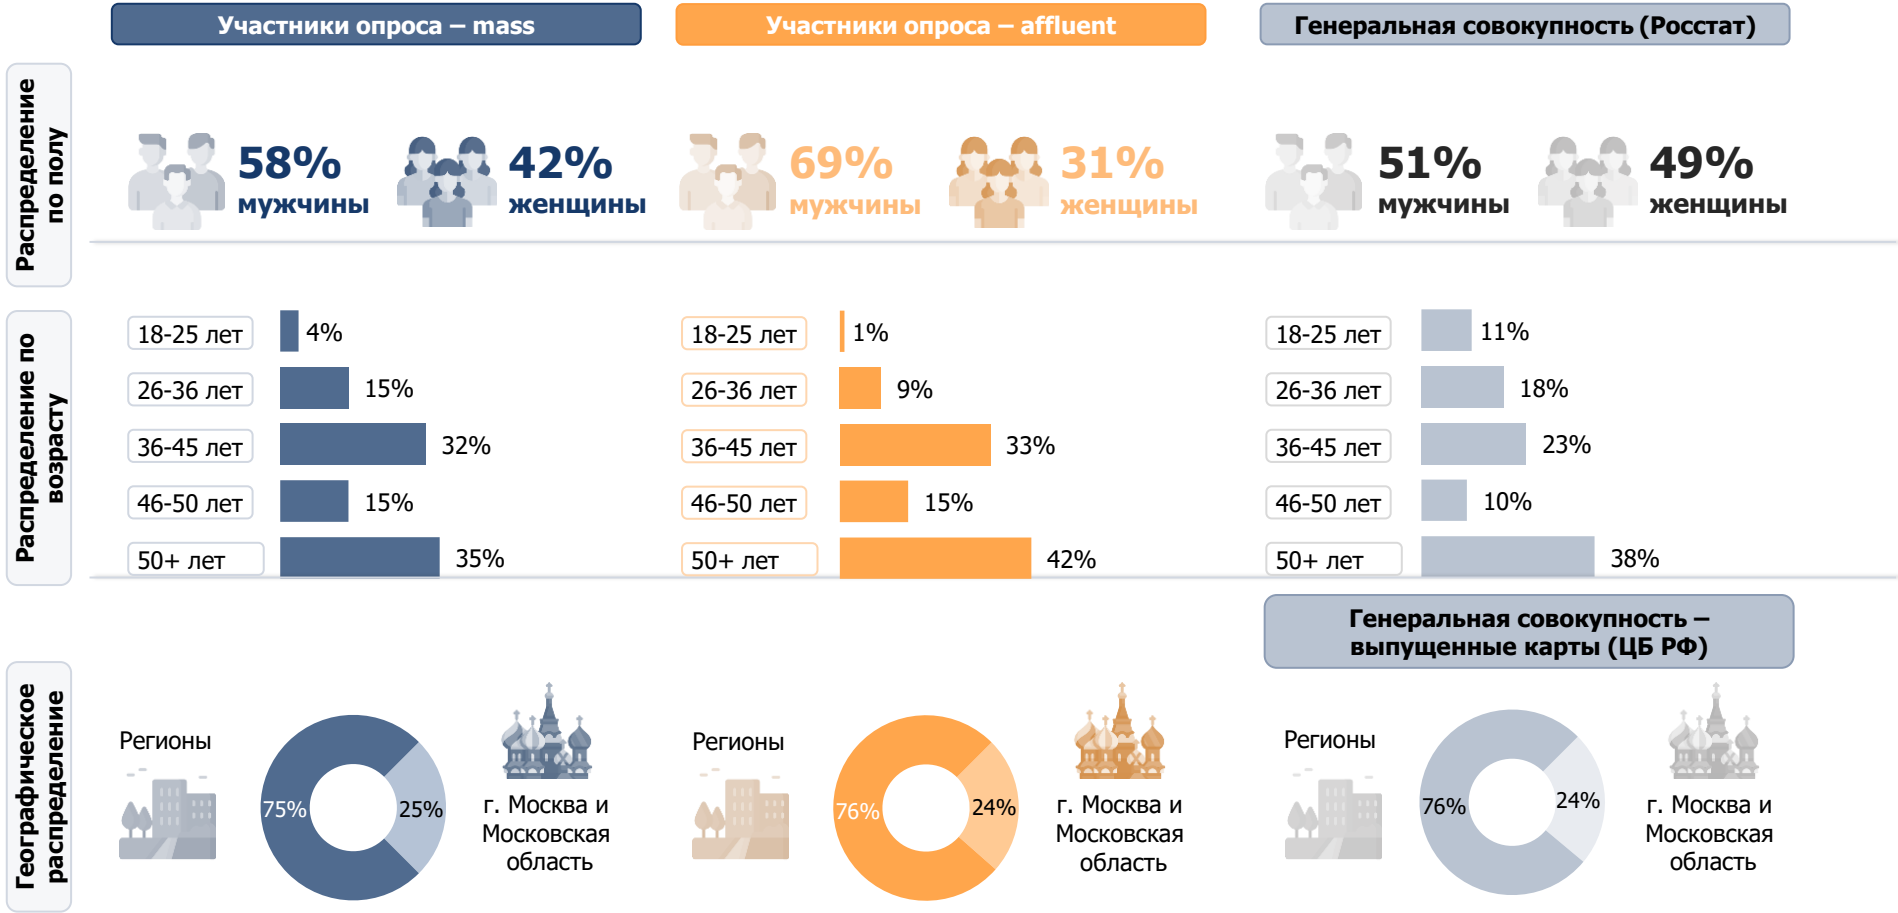 Участники опроса – mass
Участники опроса – affluent
Генеральная совокупность (Росстат)
Распределение
по полу
58%
мужчины
42%
женщины
69%
мужчины
31%
женщины
51%
мужчины
49%
женщины
Распределение по
возрасту
18-25 лет
4%
26-36 лет
15%
36-45 лет
32%
46-50 лет
15%
50+ лет
35%
18-25 лет
1%
26-36 лет
9%
36-45 лет
33%
46-50 лет
15%
50+ лет
42%
18-25 лет
11%
26-36 лет
18%
36-45 лет
23%
46-50 лет
10%
50+ лет
38%
Генеральная совокупность –
выпущенные карты (ЦБ РФ)
Географическое
распределение
Регионы
75%
25%
г. Москва и
Московская
область
Регионы
76%
24%
г. Москва и
Московская
область
Регионы
76%
24%
г. Москва и
Московская
область